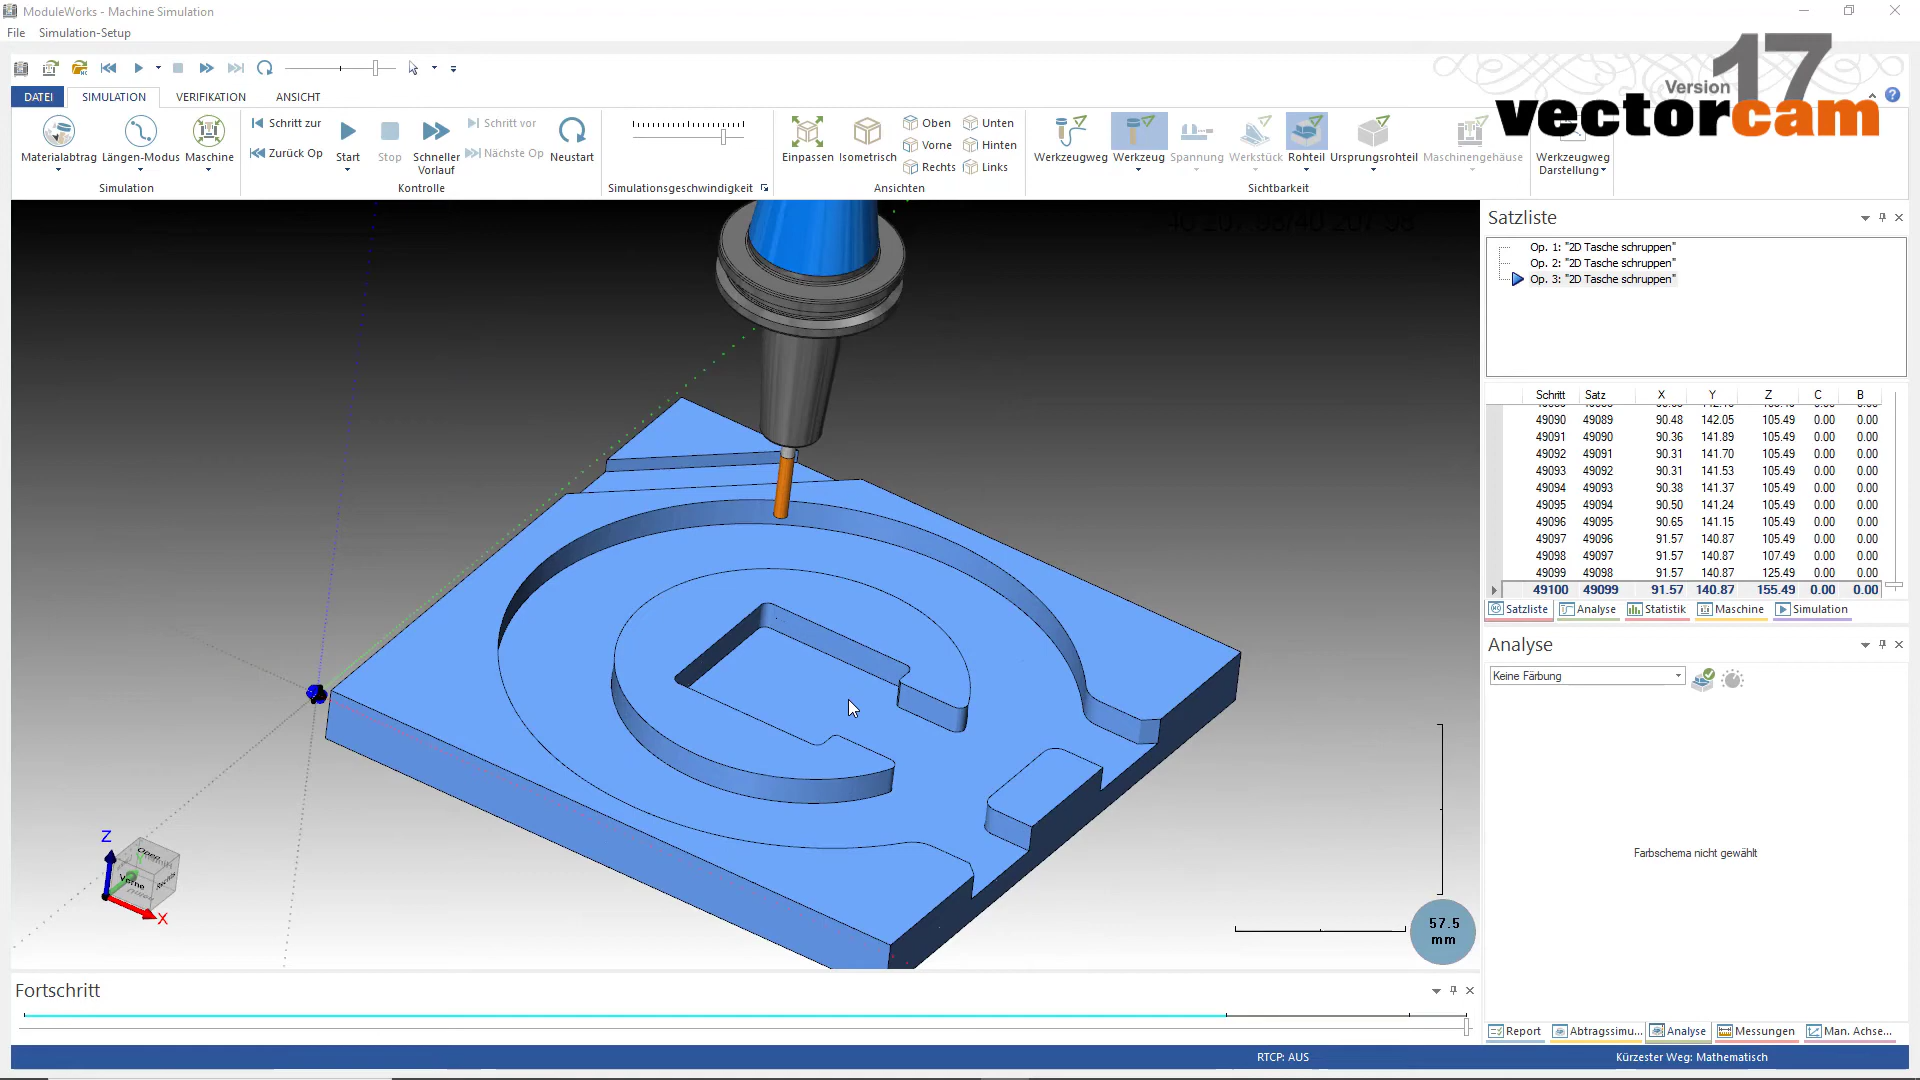 ModuleWorks - Machine Simulation
File Simulation-Setup
Version 17
vectorcam
DATEI SIMULATION VERIFIKATION ANSICHT
Materialabtrag Längen-Modus Maschine
Simulation
Schritt zur
Zurück Op
Start Stop Schneller Vorlauf
Schritt vor
Nächste Op
Neustart
Kontrolle
Simulationsgeschwindigkeit
Einpassen Isometrisch
Oben Unten
Vorne Hinten
Rechts Links
Ansichten
Werkzeugweg Werkzeug Spannung Werkstück Rohteil Ursprungsrohteil Maschinengehäuse
Sichtbarkeit
Werkzeugweg
Darstellung
Satzliste
Op. 1: "2D Tasche schruppen"
Op. 2: "2D Tasche schruppen"
Op. 3: "2D Tasche schruppen"
Schritt Satz X Y Z C B
49090 49089 90.48 142.05 105.49 0.00 0.00
49091 49090 90.36 141.89 105.49 0.00 0.00
49092 49091 90.31 141.70 105.49 0.00 0.00
49093 49092 90.31 141.53 105.49 0.00 0.00
49094 49093 90.38 141.37 105.49 0.00 0.00
49095 49094 90.50 141.24 105.49 0.00 0.00
49096 49095 90.65 141.15 105.49 0.00 0.00
49097 49096 91.57 140.87 105.49 0.00 0.00
49098 49097 91.57 140.87 107.49 0.00 0.00
49099 49098 91.57 140.87 125.49 0.00 0.00
49100 49099 91.57 140.87 155.49 0.00 0.00
Satzliste Analyse Statistik Maschine Simulation
Analyse
Keine Färbung
Farbschema nicht gewählt
Z
Oben
Vorne
Rechts
X
57.5
mm
Fortschritt
Report Abtragssimu... Analyse Messungen Man. Achse...
RTCP: AUS Kürzester Weg: Mathematisch